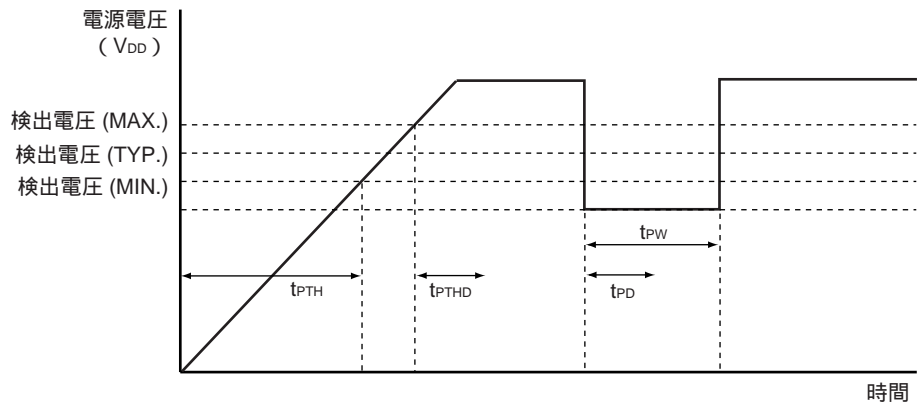 電源電圧
（VDD）
検出電圧 (MAX.)
検出電圧 (TYP.)
検出電圧 (MIN.)
tPW
tPTH
tPTHD
tPD
時間